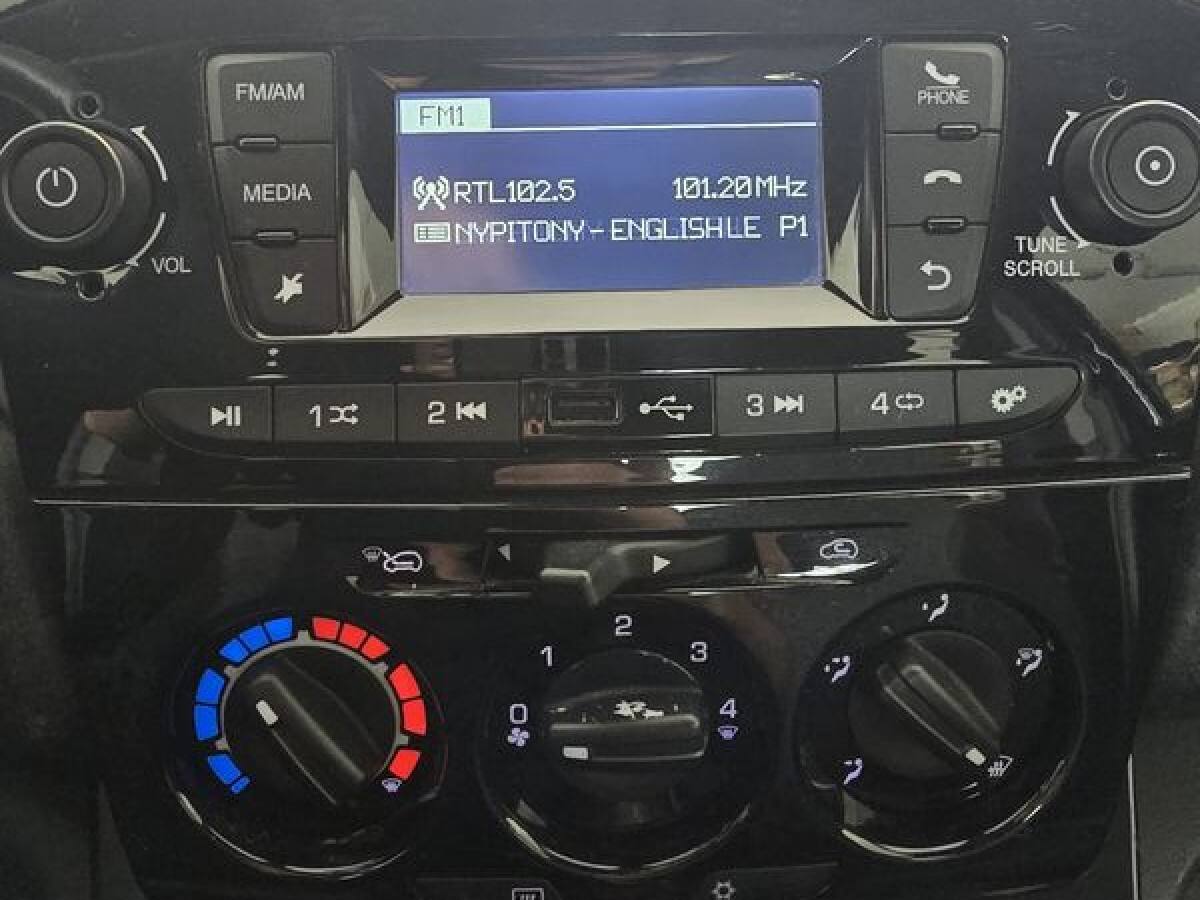 FM/AM
FM1
PHONE
MEDIA
RTL102.5 101.20MHz
NYPITONY-ENGLISHLE P1
VOL
TUNE
SCROLL
1 2 3 4
2
1 3
0 4